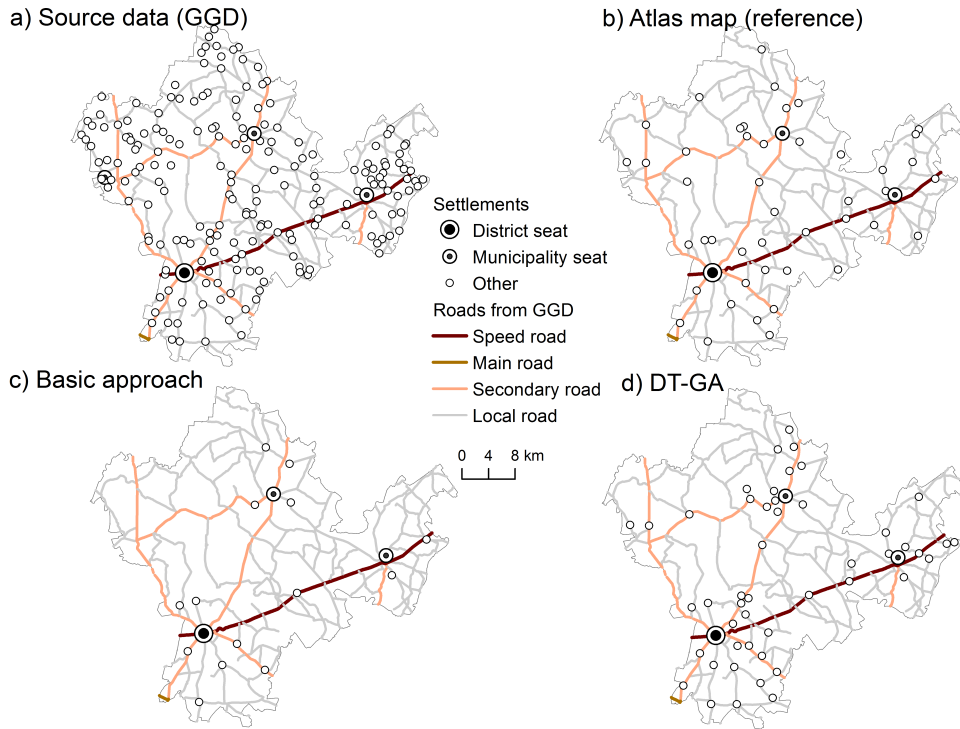 a) Source data (GGD)
b) Atlas map (reference)
Settlements
District seat
Municipality seat
Other
Roads from GGD
Speed road
Main road
Secondary road
Local road
0 4 8 km
c) Basic approach
d) DT-GA